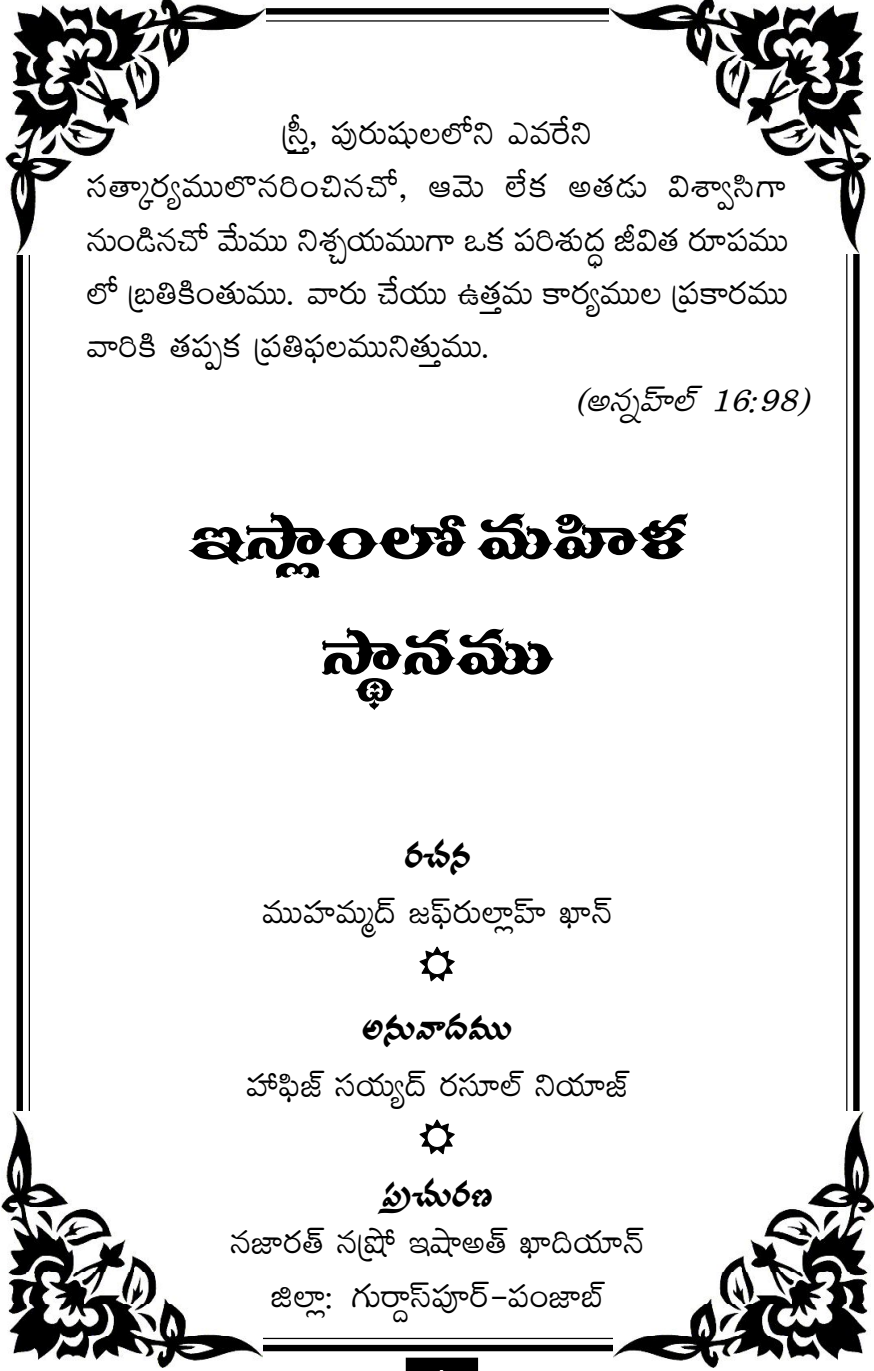 స్త్రీ, పురుషులలోని ఎవరేని
సత్కార్యములొనరించినచో, ఆమె లేక అతడు విశ్వాసిగా
నుండినచో మేము నిశ్చయముగా ఒక పరిశుద్ధ జీవిత రూపము
లో బ్రతికింతుము. వారు చేయు ఉత్తమ కార్యముల ప్రకారము
వారికి తప్పక ప్రతిఫలమునిత్తుము.
(అన్నహ్‌ల్ 16:98)
ఇస్లాంలో మహిళ
స్థానము
రచన
ముహమ్మద్ జఫ్‌రుల్లాహ్ ఖాన్
అనువాదము
హాఫిజ్ సయ్యద్ రసూల్ నియాజ్
ప్రచురణ
నజారత్ నష్రో ఇషాఅత్ ఖాదియాన్
జిల్లా: గుర్దాస్‌పూర్-పంజాబ్